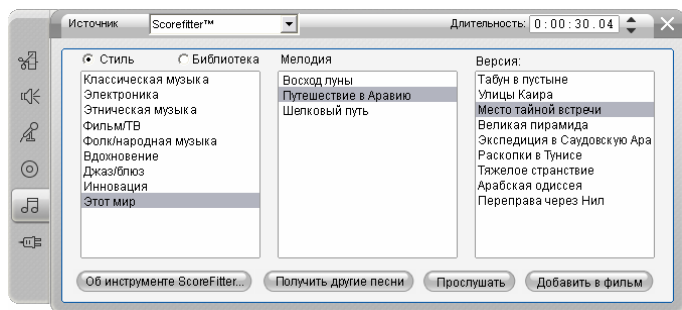 Источник Scorefitter™ Длительность: 0:00:30.04
Стиль Библиотека Мелодия Версия:
Классическая музыка
Электроника
Этническая музыка
Фильм/ТВ
Фолк/народная музыка
Вдохновение
Джаз/блюз
Инновация
Этот мир
Восход луны
Путешествие в Аравию
Шелковый путь
Табун в пустыне
Улицы Каира
Место тайной встречи
Великая пирамида
Экспедиция в Саудовскую Ара
Раскопки в Тунисе
Тяжелое странствие
Арабская одиссея
Переправа через Нил
Об инструменте ScoreFitter... Получить другие песни Прослушать Добавить в фильм